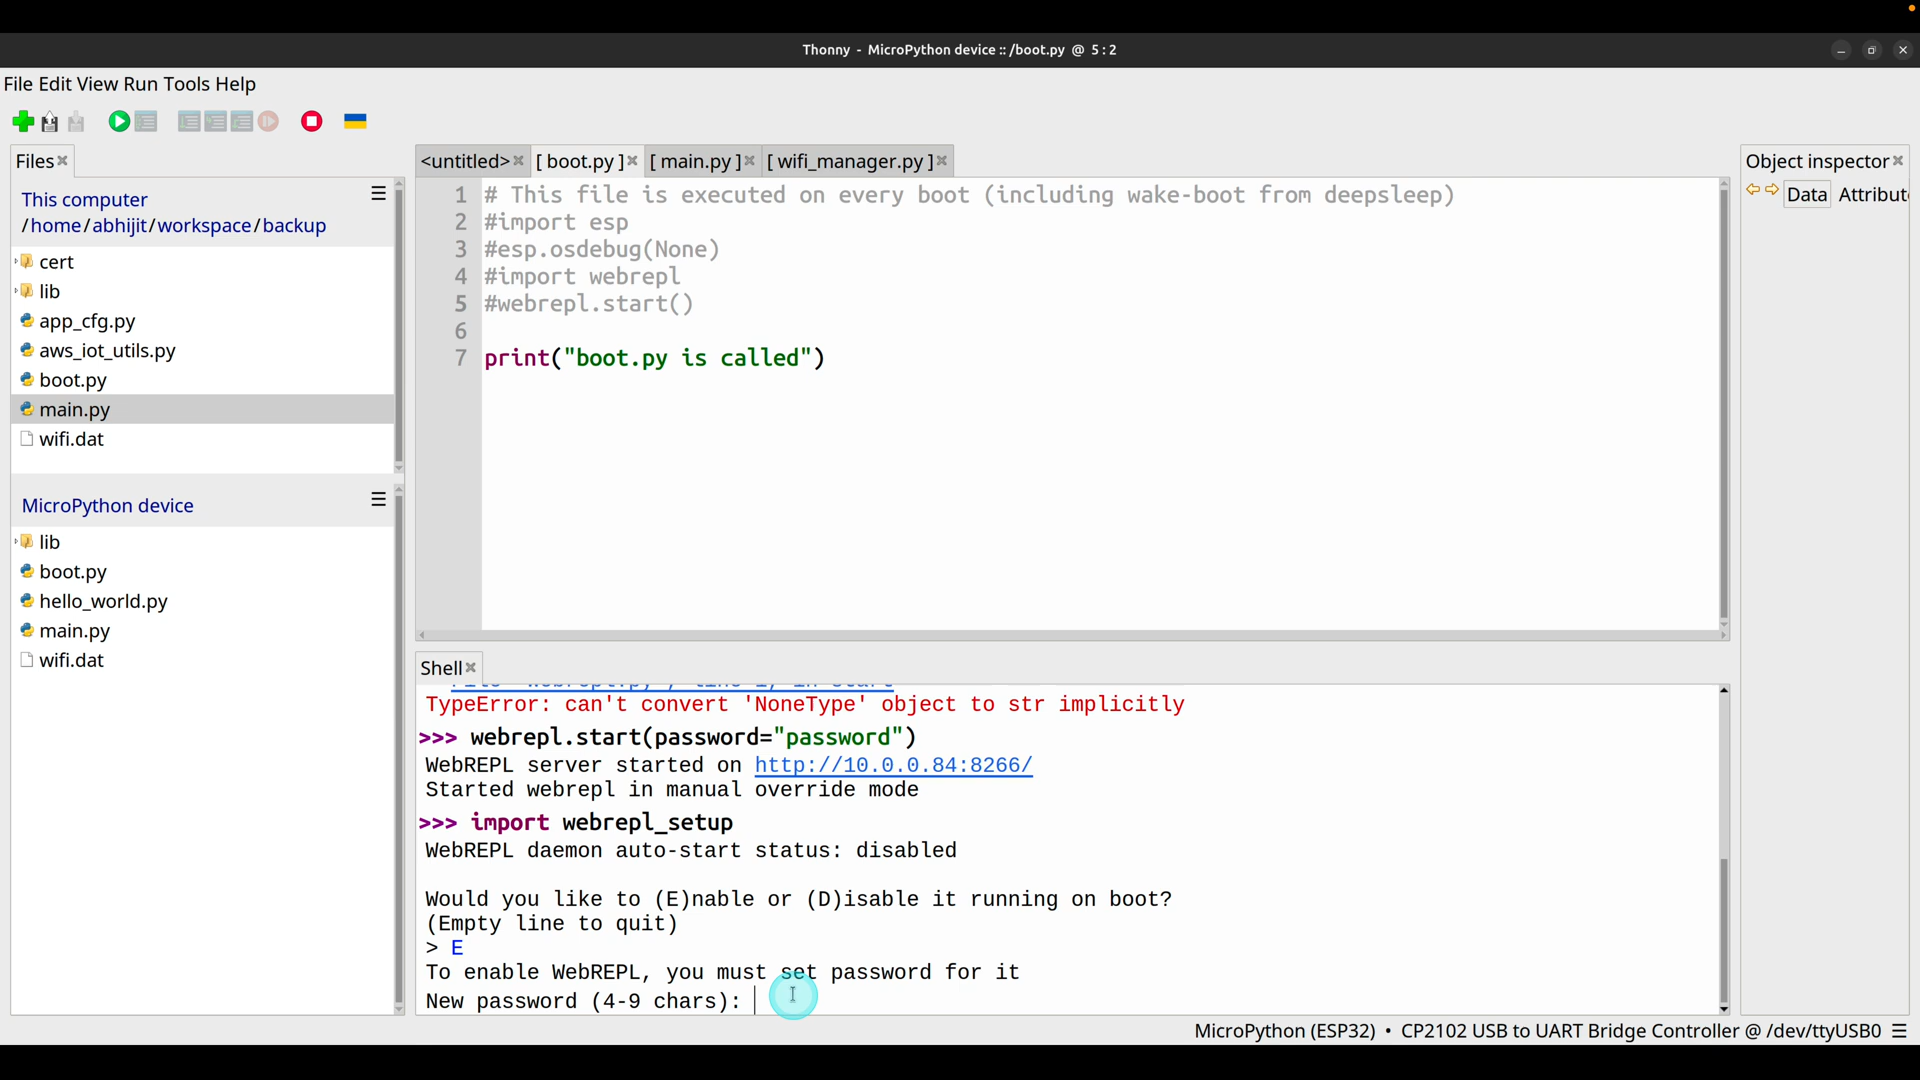 Thonny - MicroPython device :: /boot.py @ 5 : 2
File Edit View Run Tools Help
Files
This computer
/ home / abhijit / workspace / backup
cert
lib
app_cfg.py
aws_iot_utils.py
boot.py
main.py
wifi.dat
MicroPython device
lib
boot.py
hello_world.py
main.py
wifi.dat
<untitled> [ boot.py ] [ main.py ] [ wifi_manager.py ]
1 # This file is executed on every boot (including wake-boot from deepsleep)
2 #import esp
3 #esp.osdebug(None)
4 #import webrepl
5 #webrepl.start()
6
7 print("boot.py is called")
Shell
TypeError: can't convert 'NoneType' object to str implicitly
>>> webrepl.start(password="password")
WebREPL server started on http://10.0.0.84:8266/
Started webrepl in manual override mode
>>> import webrepl_setup
WebREPL daemon auto-start status: disabled
Would you like to (E)nable or (D)isable it running on boot?
(Empty line to quit)
> E
To enable WebREPL, you must set password for it
New password (4-9 chars):
Object inspector
Data Attribut
MicroPython (ESP32) • CP2102 USB to UART Bridge Controller @ /dev/ttyUSB0